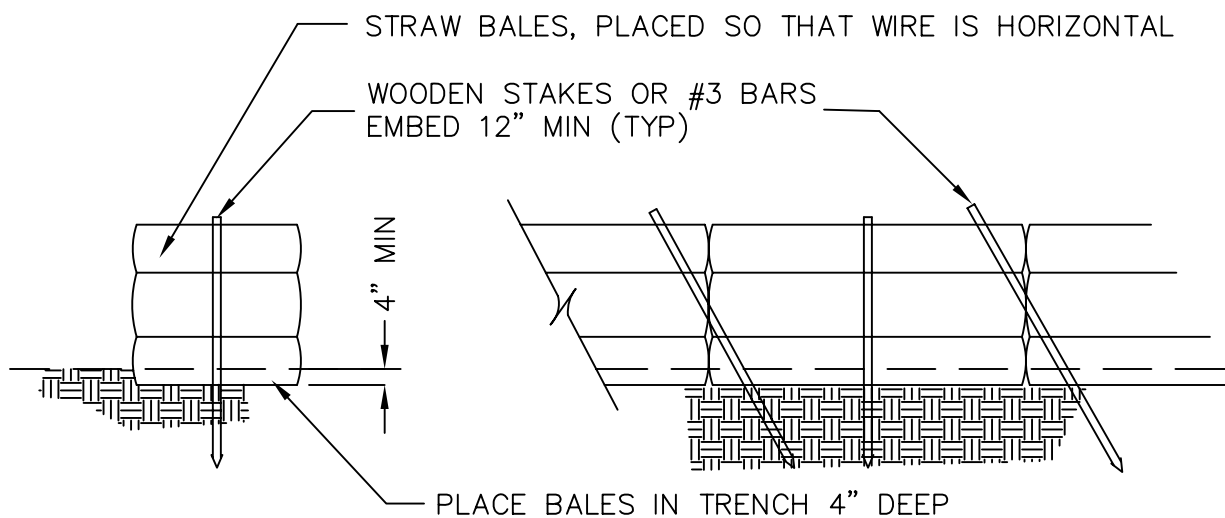 STRAW BALES, PLACED SO THAT WIRE IS HORIZONTAL
WOODEN STAKES OR #3 BARS
EMBED 12” MIN (TYP)
4” MIN
PLACE BALES IN TRENCH 4” DEEP